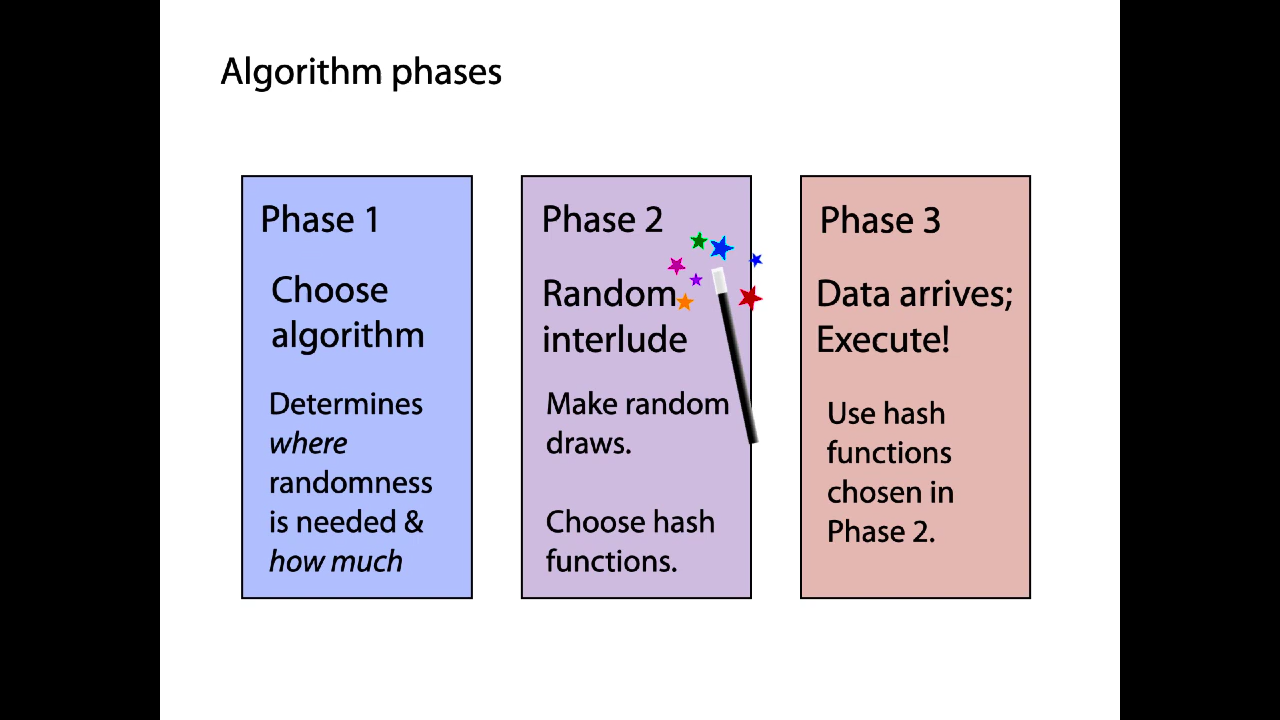 Algorithm phases
Phase 1
Choose
algorithm
Determines
where
randomness
is needed &
how much
Phase 2
Random
interlude
Make random
draws.
Choose hash
functions.
Phase 3
Data arrives;
Execute!
Use hash
functions
chosen in
Phase 2.